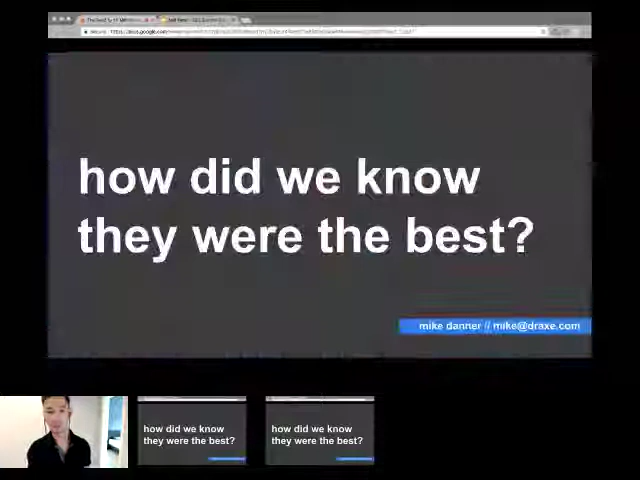 how did we know
they were the best?
mike danner // mike@draxe.com
how did we know
they were the best?
how did we know
they were the best?